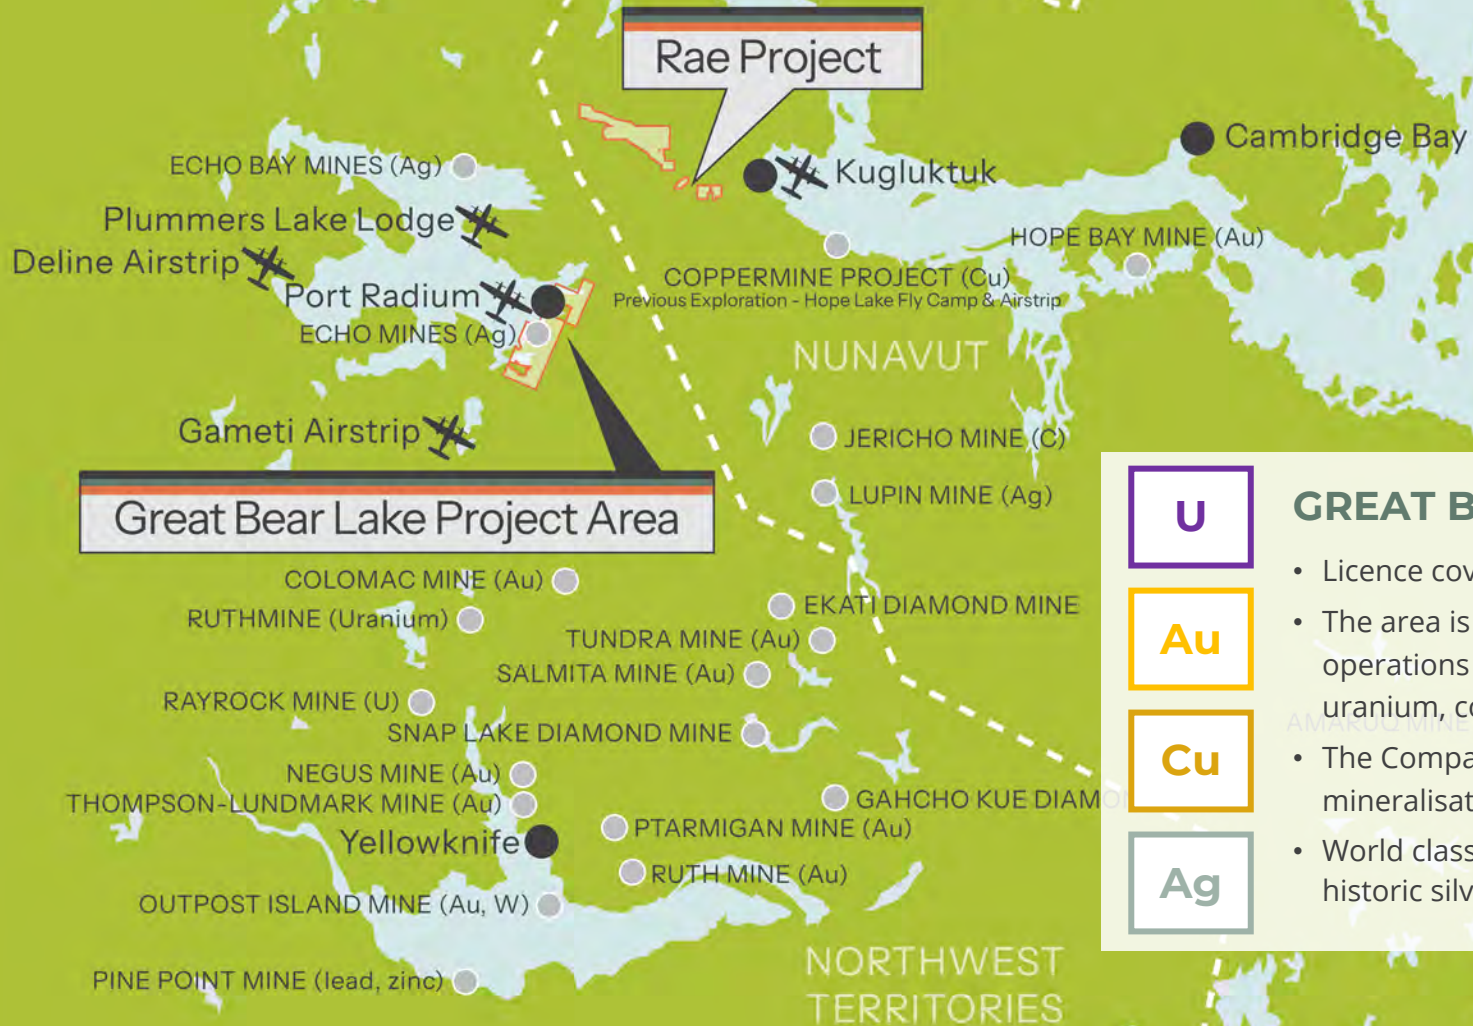 Rae Project
Cambridge Bay
ECHO BAY MINES (Ag)
Kugluktuk
Plummers Lake Lodge
Deline Airstrip
HOPE BAY MINE (Au)
COPPERMINE PROJECT (Cu)
Previous Exploration - Hope Lake Fly Camp & Airstrip
Port Radium
ECHO MINES (Ag)
NUNAVUT
Gameti Airstrip
JERICHO MINE (C)
LUPIN MINE (Ag)
Great Bear Lake Project Area
COLOMAC MINE (Au)
RUTHMINE (Uranium)
EKATI DIAMOND MINE
TUNDRA MINE (Au)
SALMITA MINE (Au)
RAYROCK MINE (U)
SNAP LAKE DIAMOND MINE
NEGUS MINE (Au)
THOMPSON-LUNDMARK MINE (Au)
GAHCHO KUE DIAMO
PTARMIGAN MINE (Au)
Yellowknife
RUTH MINE (Au)
OUTPOST ISLAND MINE (Au, W)
PINE POINT MINE (lead, zinc)
NORTHWEST
TERRITORIES
U
Au
Cu
Ag
GREAT B
• Licence cov
• The area is
operations
uranium, co
AMARUQ MINE
• The Compa
mineralisat
• World class
historic silv